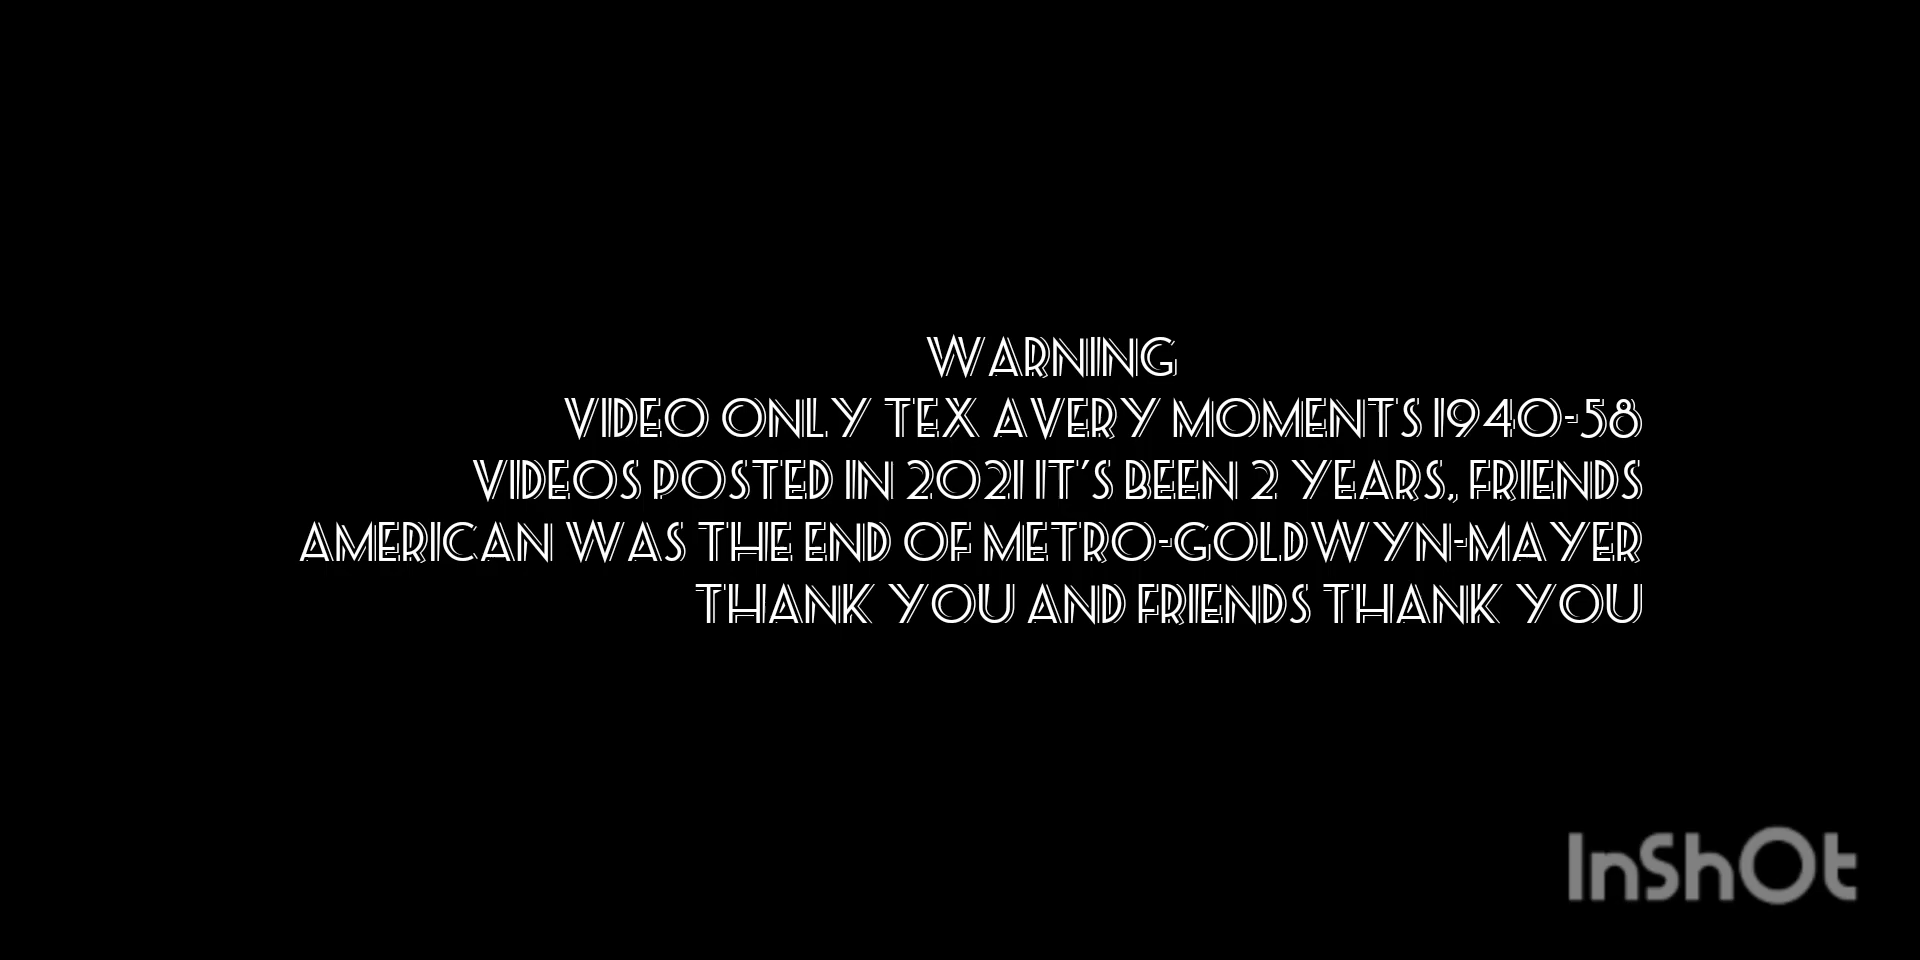 WARNING
VIDEO ONLY TEX AVERY MOMENTS 1940-58
VIDEOS POSTED IN 2021 IT'S BEEN 2 YEARS, FRIENDS
AMERICAN WAS THE END OF METRO-GOLDWYN-MAYER
THANK YOU AND FRIENDS THANK YOU
InShOt